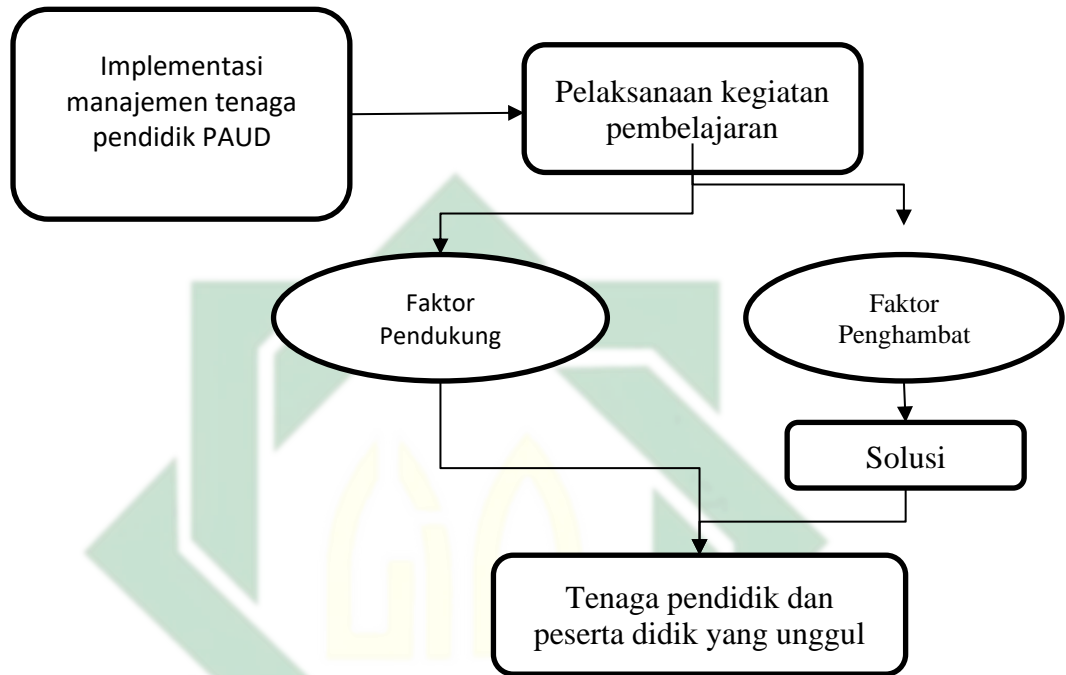 Implementasi
manajemen tenaga
pendidik PAUD
Pelaksanaan kegiatan
pembelajaran
Faktor
Pendukung
Faktor
Penghambat
Solusi
Tenaga pendidik dan
peserta didik yang unggul